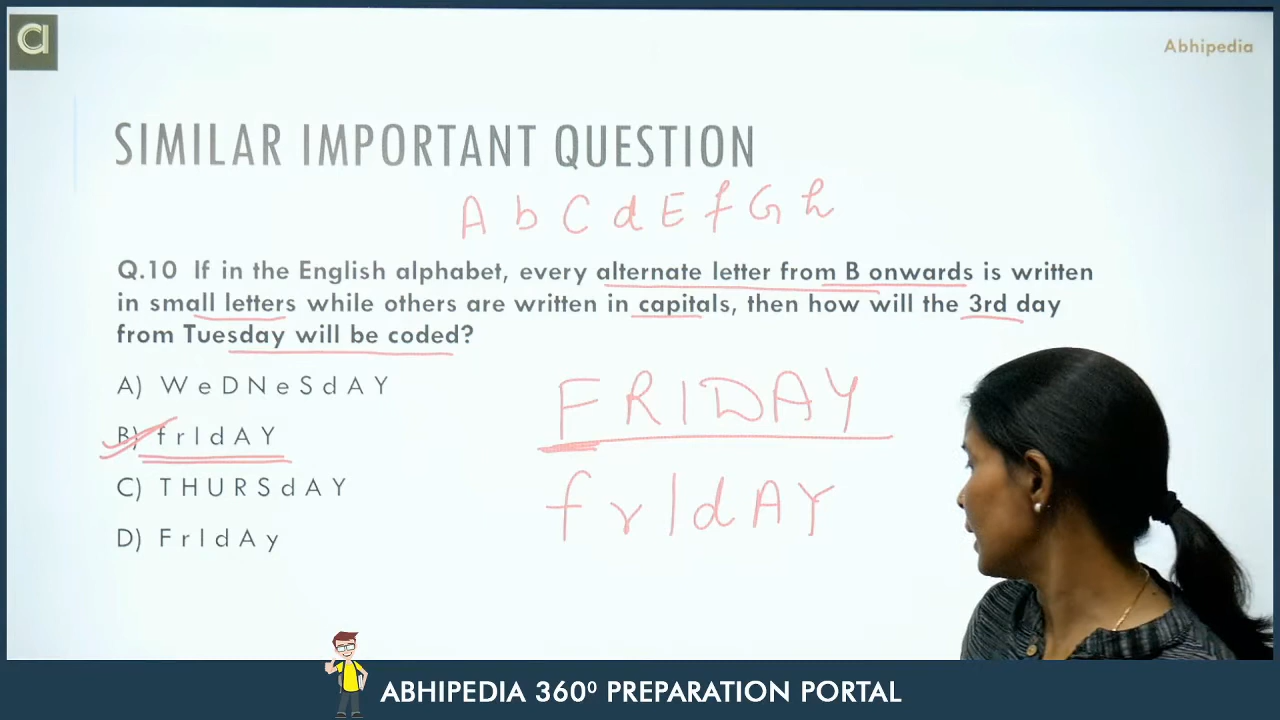 a
Abhipedia
SIMILAR IMPORTANT QUESTION
A b C d E f G h
Q.10 If in the English alphabet, every alternate letter from B onwards is written
in small letters while others are written in capitals, then how will the 3rd day
from Tuesday will be coded?
A) W e D N e S d A Y
B) f r I d A Y
C) T H U R S d A Y
D) F r I d A y
FRIDAY
frIdAY
ABHIPEDIA 360⁰ PREPARATION PORTAL